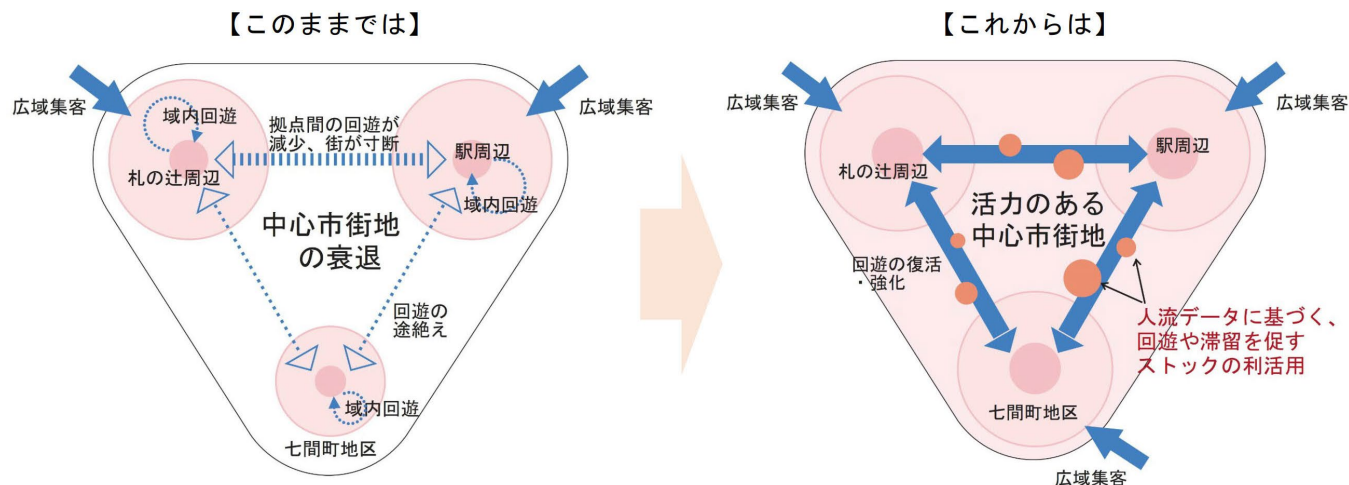 【このままでは】
広域集客
広域集客
域内回遊
拠点間の回遊が
減少、街が寸断
駅周辺
札の辻周辺
域内回遊
中心市街地
の衰退
回遊の
途絶え
域内回遊
七間町地区
【これからは】
広域集客
広域集客
札の辻周辺
駅周辺
活力のある
中心市街地
回遊の復活
・強化
人流データに基づく、
回遊や滞留を促す
ストックの利活用
七間町地区
広域集客